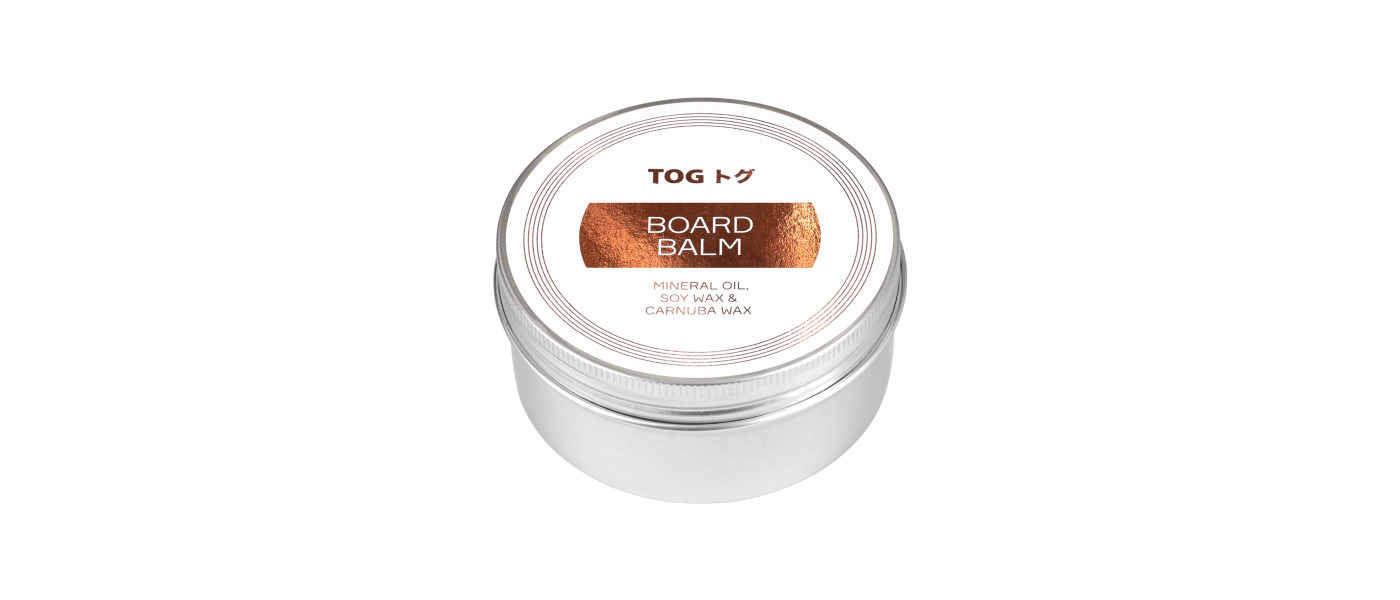 TOG トグ
BOARD
BALM
MINERAL OIL,
SOY WAX &
CARNUBA WAX